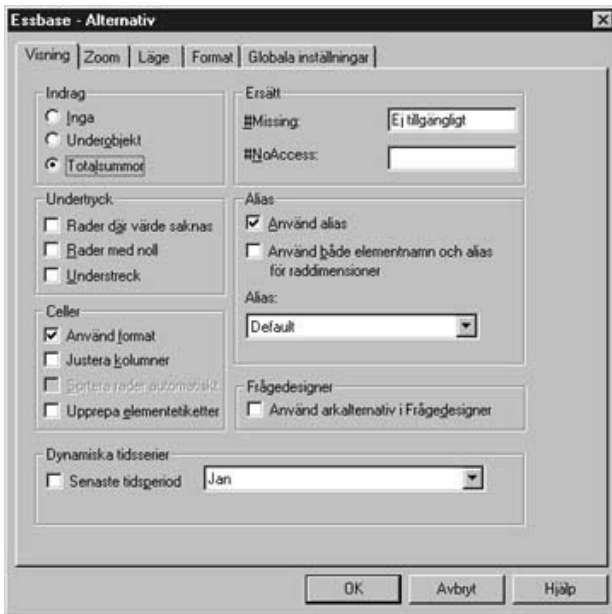 Essbase - Alternativ
Visning
Zoom
Läge
Format
Globala inställningar
Indrag
Inga
Underobjekt
Totalsummor
Ersätt
#Missing:
Ej tillgängligt
#NoAccess:
Undertryck
Rader där värde saknas
Rader med noll
Understreck
Alias
Använd alias
Använd både elementnamn och alias
för raddimensioner
Alias:
Default
Celler
Använd format
Justera kolumner
Sortera rader automatiskt
Upprepa elementetiketter
Frågedesigner
Använd arkalternativ i Frågedesigner
Dynamiska tidsserier
Senaste tidsperiod
Jan
OK
Avbryt
Hjälp